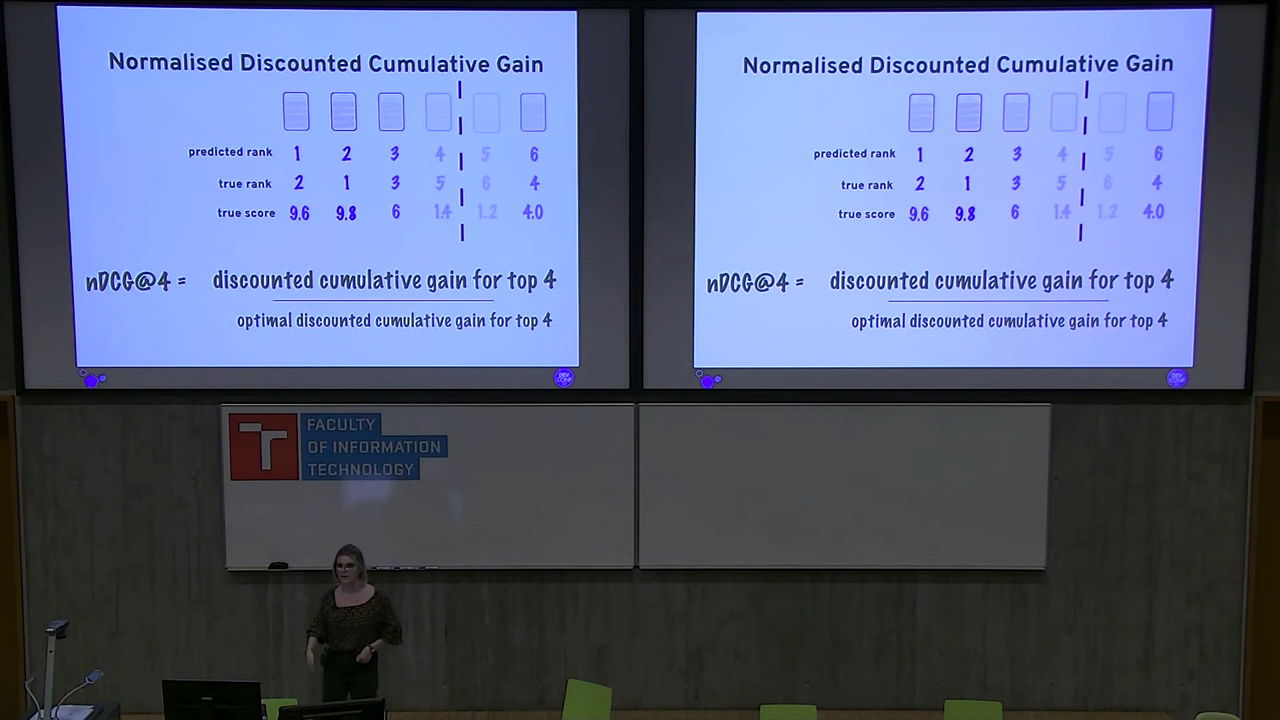 Normalised Discounted Cumulative Gain
predicted rank 1 2 3 4 5 6
true rank 2 1 3 5 6 4
true score 9.6 9.8 6 1.4 1.2 4.0
nDCG@4 = discounted cumulative gain for top 4
optimal discounted cumulative gain for top 4
DEV
CONF
Normalised Discounted Cumulative Gain
predicted rank 1 2 3 4 5 6
true rank 2 1 3 5 6 4
true score 9.6 9.8 6 1.4 1.2 4.0
nDCG@4 = discounted cumulative gain for top 4
optimal discounted cumulative gain for top 4
DEV
CONF
FACULTY
OF INFORMATION
TECHNOLOGY